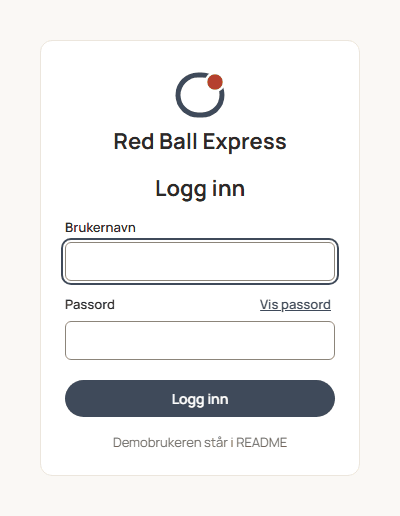 Red Ball Express
Logg inn
Brukernavn
Passord
Vis passord
Logg inn
Demobrukeren står i README